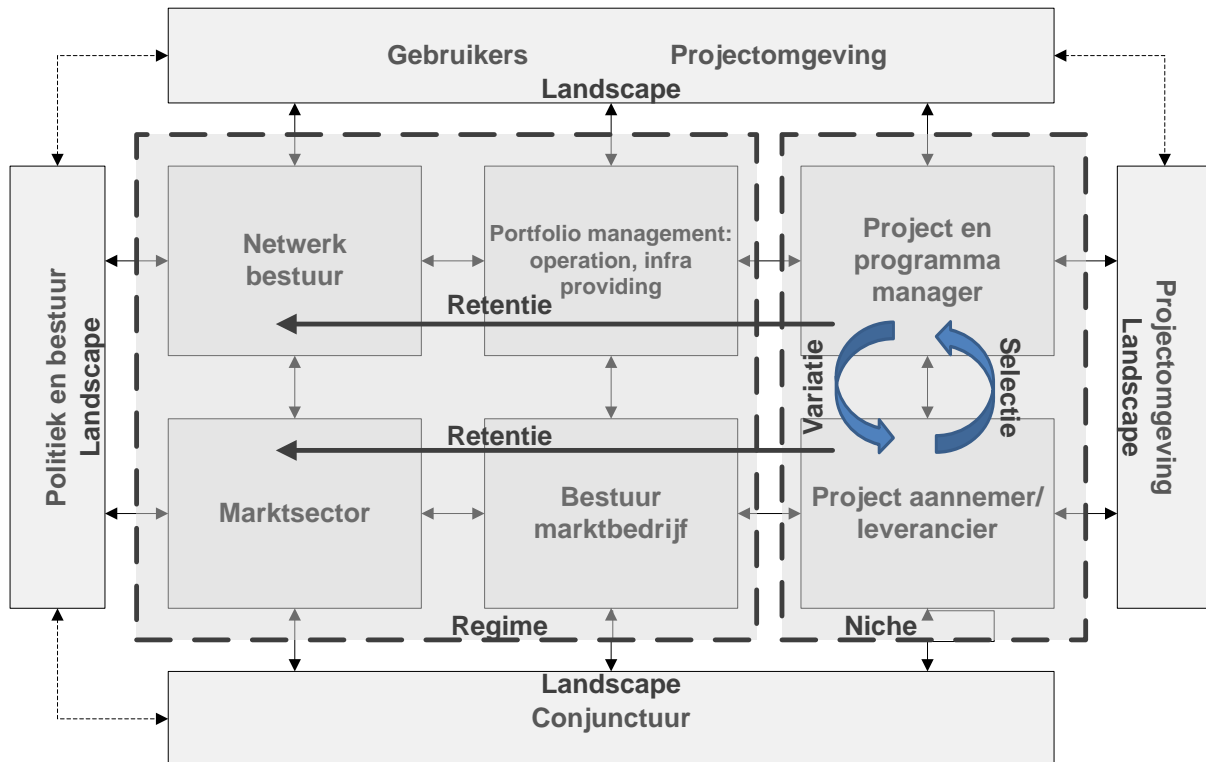 Gebruikers Projectomgeving
Landscape
Politiek en bestuur
Landscape
Netwerk
bestuur
Portfolio management:
operation, infra
providing
Project en
programma
manager
Retentie
Variatie
Selectie
Retentie
Marktsector
Bestuur
marktbedrijf
Project aannemer/
leverancier
Regime
Niche
Projectomgeving
Landscape
Landscape
Conjunctuur